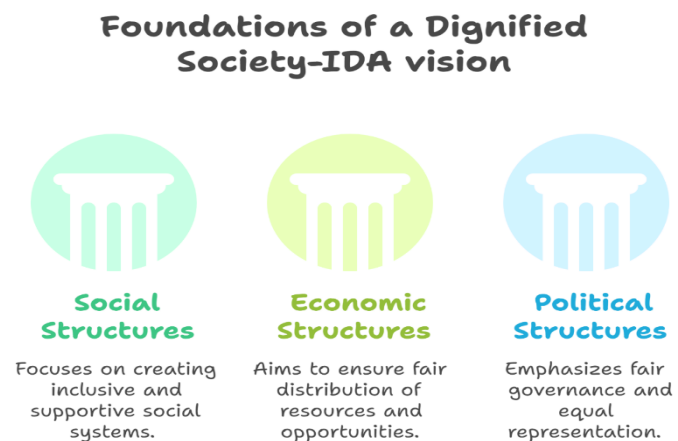 Foundations of a Dignified
Society-IDA vision
Social
Structures
Focuses on creating
inclusive and
supportive social
systems.
Economic
Structures
Aims to ensure fair
distribution of
resources and
opportunities.
Political
Structures
Emphasizes fair
governance and
equal
representation.